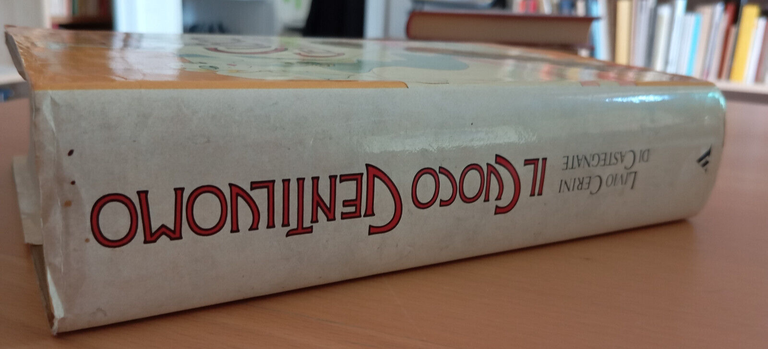 LIVIO CERINI
DI CASTEGNATE
IL CUOCO GENTILUOMO